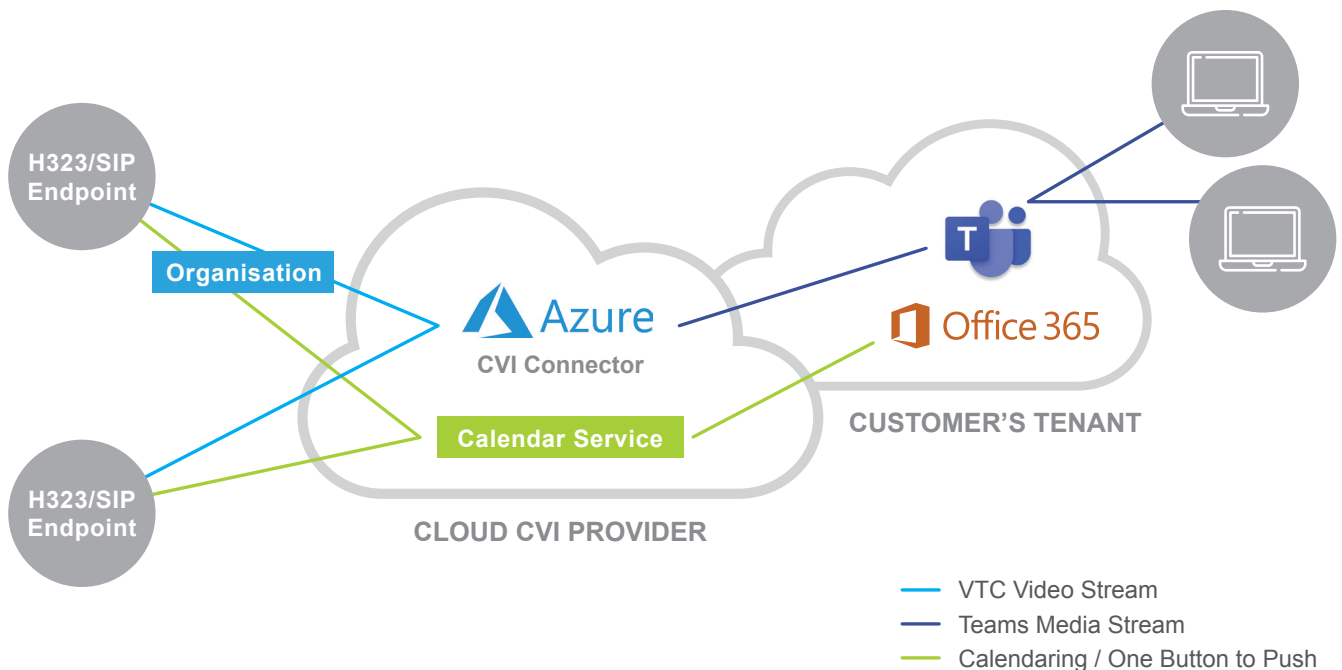 H323/SIP
Endpoint
Organisation
Azure
CVI Connector
Calendar Service
H323/SIP
Endpoint
CLOUD CVI PROVIDER
T
Office 365
CUSTOMER'S TENANT
VTC Video Stream
Teams Media Stream
Calendaring / One Button to Push